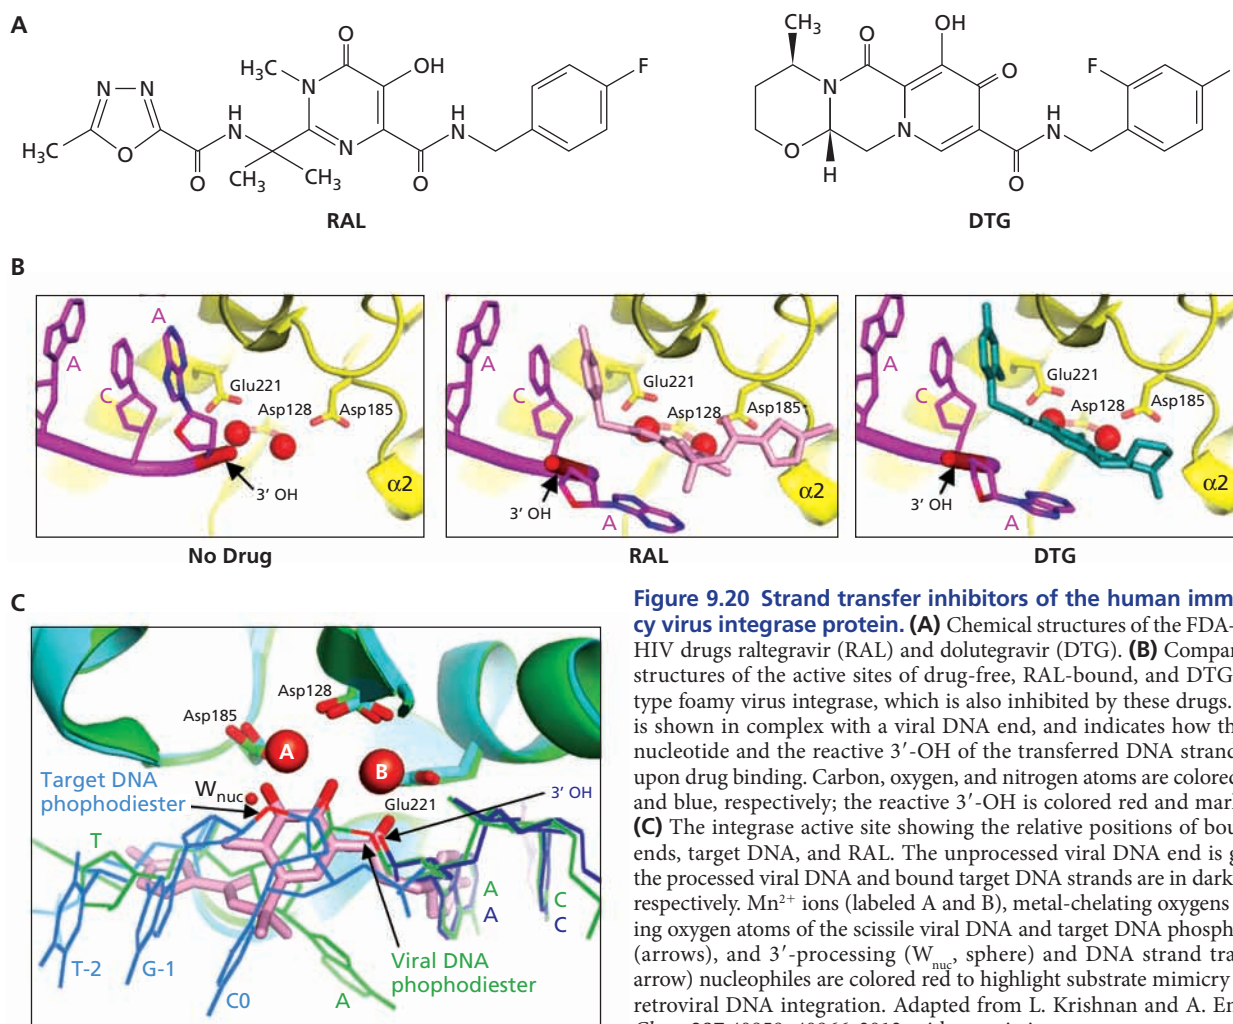 A
CH₃
O
OH
O
OH
H₃C
F
F
O
N
N
N
H
N
H
N
N
H
N
N
N
H₃C
O
O
CH₃
CH₃
N
O
O
H
O
RAL
DTG
B
A
A
C
Glu221
Asp128
Asp185
3′ OH
α2
No Drug
A
C
Glu221
Asp128
Asp185
3′ OH
A
α2
RAL
A
C
Glu221
Asp128
Asp185
3′ OH
A
α2
DTG
C
Asp128
Asp185
A
B
Target DNA
phophodiester
Wnuc
Glu221
3′ OH
T
A
A
C
C
T-2
G-1
C0
A
Viral DNA
phophodiester
Figure 9.20 Strand transfer inhibitors of the human imm
cy virus integrase protein. (A) Chemical structures of the FDA-
HIV drugs raltegravir (RAL) and dolutegravir (DTG). (B) Compar
structures of the active sites of drug-free, RAL-bound, and DTG
type foamy virus integrase, which is also inhibited by these drugs.
is shown in complex with a viral DNA end, and indicates how th
nucleotide and the reactive 3′-OH of the transferred DNA strand
upon drug binding. Carbon, oxygen, and nitrogen atoms are colored
and blue, respectively; the reactive 3′-OH is colored red and mar
(C) The integrase active site showing the relative positions of bou
ends, target DNA, and RAL. The unprocessed viral DNA end is g
the processed viral DNA and bound target DNA strands are in dark
respectively. Mn²⁺ ions (labeled A and B), metal-chelating oxygens
ing oxygen atoms of the scissile viral DNA and target DNA phosph
(arrows), and 3′-processing (Wnuc, sphere) and DNA strand tra
arrow) nucleophiles are colored red to highlight substrate mimicry
retroviral DNA integration. Adapted from L. Krishnan and A. En